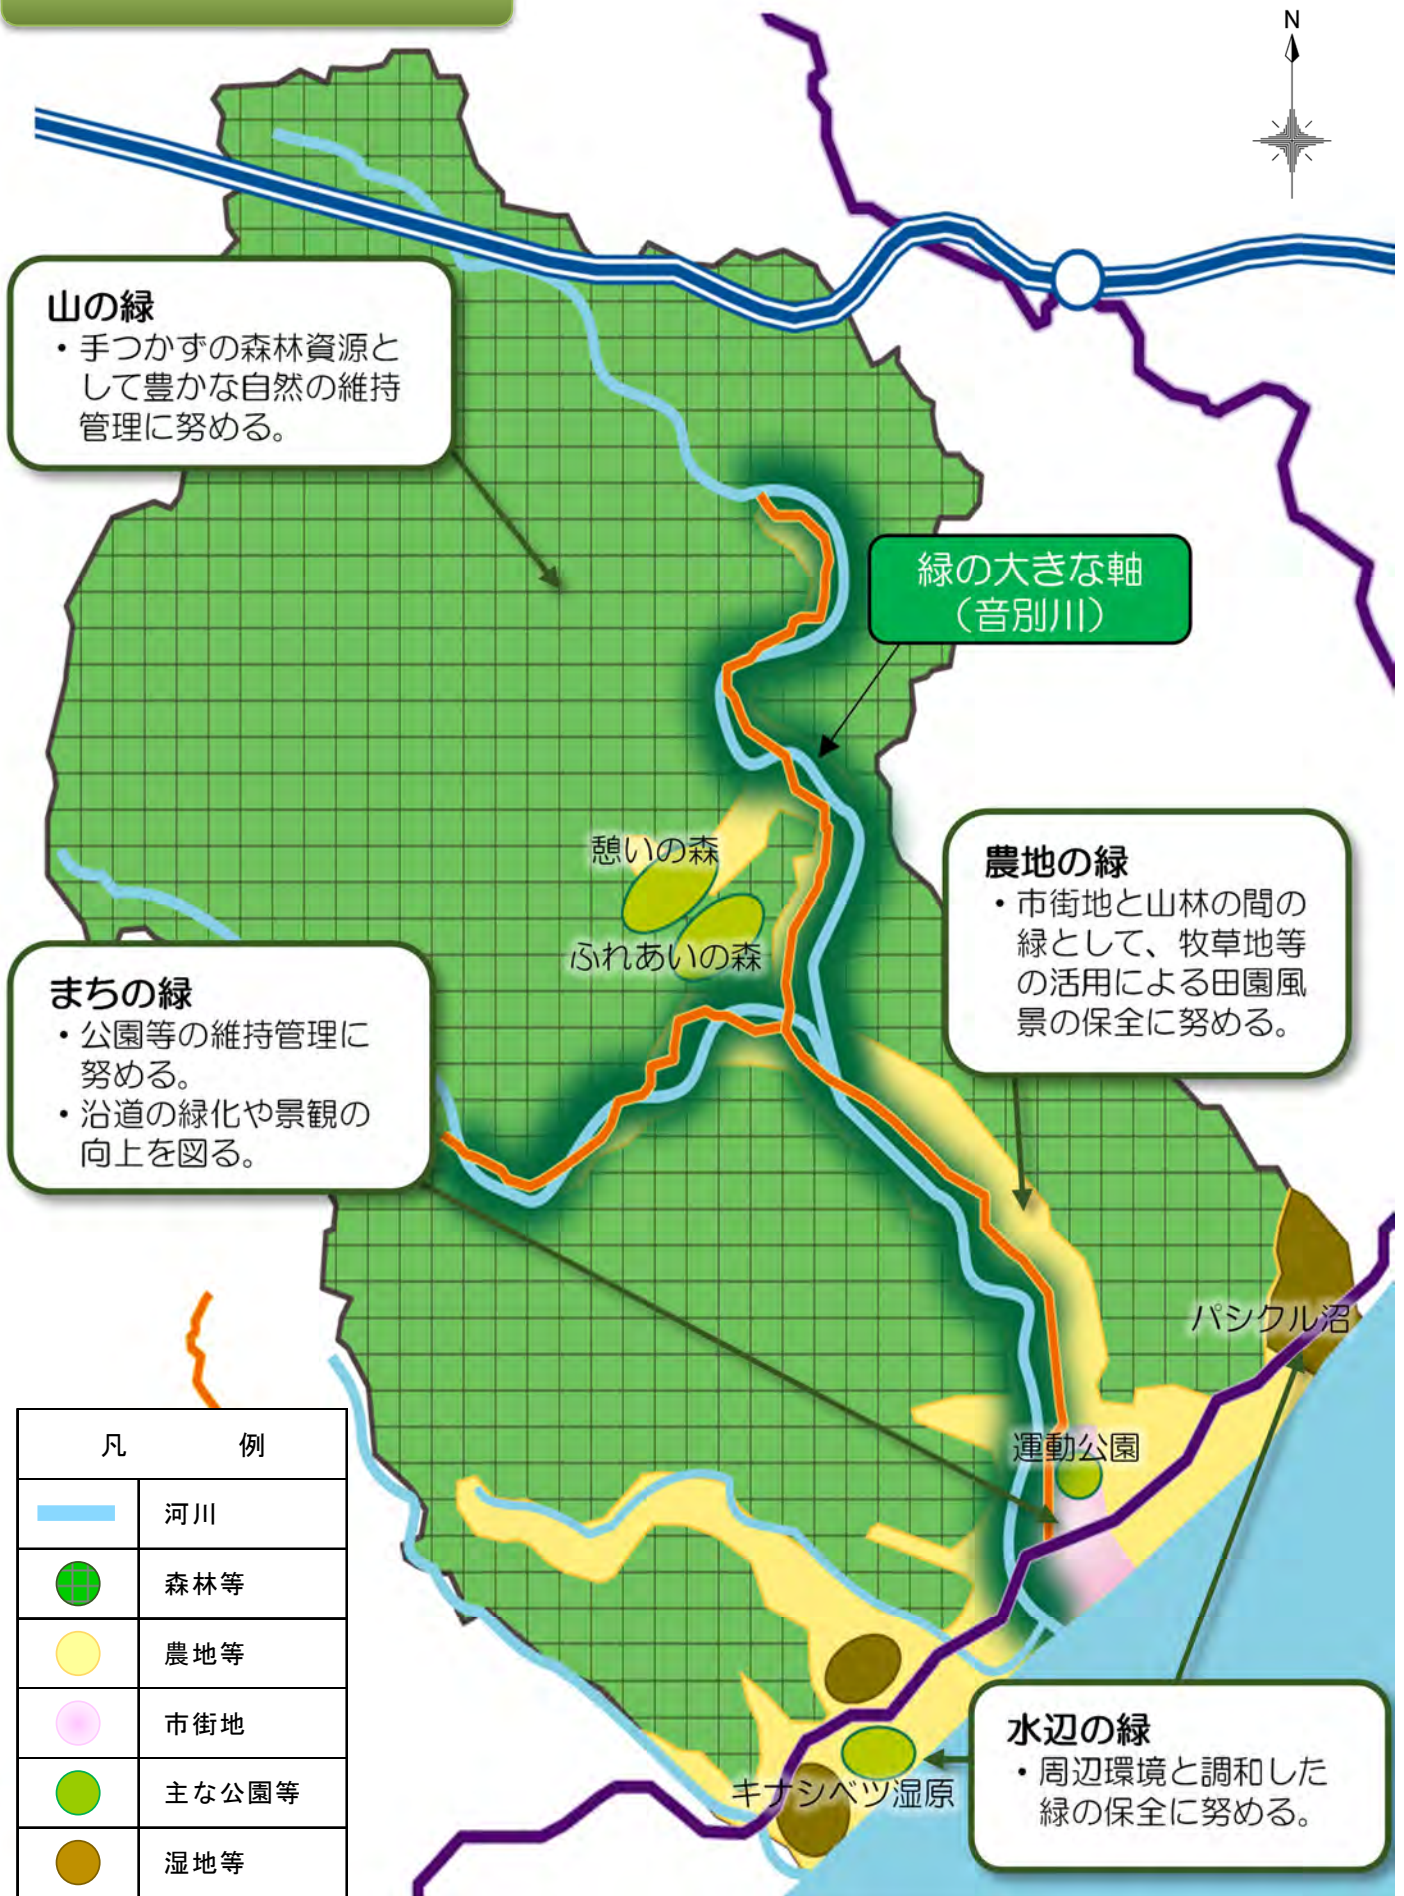 N
山の緑
・手つかずの森林資源と
して豊かな自然の維持
管理に努める。
緑の大きな軸
（音別川）
憩いの森
ふれあいの森
農地の緑
・市街地と山林の間の
緑として、牧草地等
の活用による田園風
景の保全に努める。
まちの緑
・公園等の維持管理に
努める。
・沿道の緑化や景観の
向上を図る。
パシクル沼
運動公園
キナシベツ湿原
水辺の緑
・周辺環境と調和した
緑の保全に努める。
凡 例
河川
森林等
農地等
市街地
主な公園等
湿地等